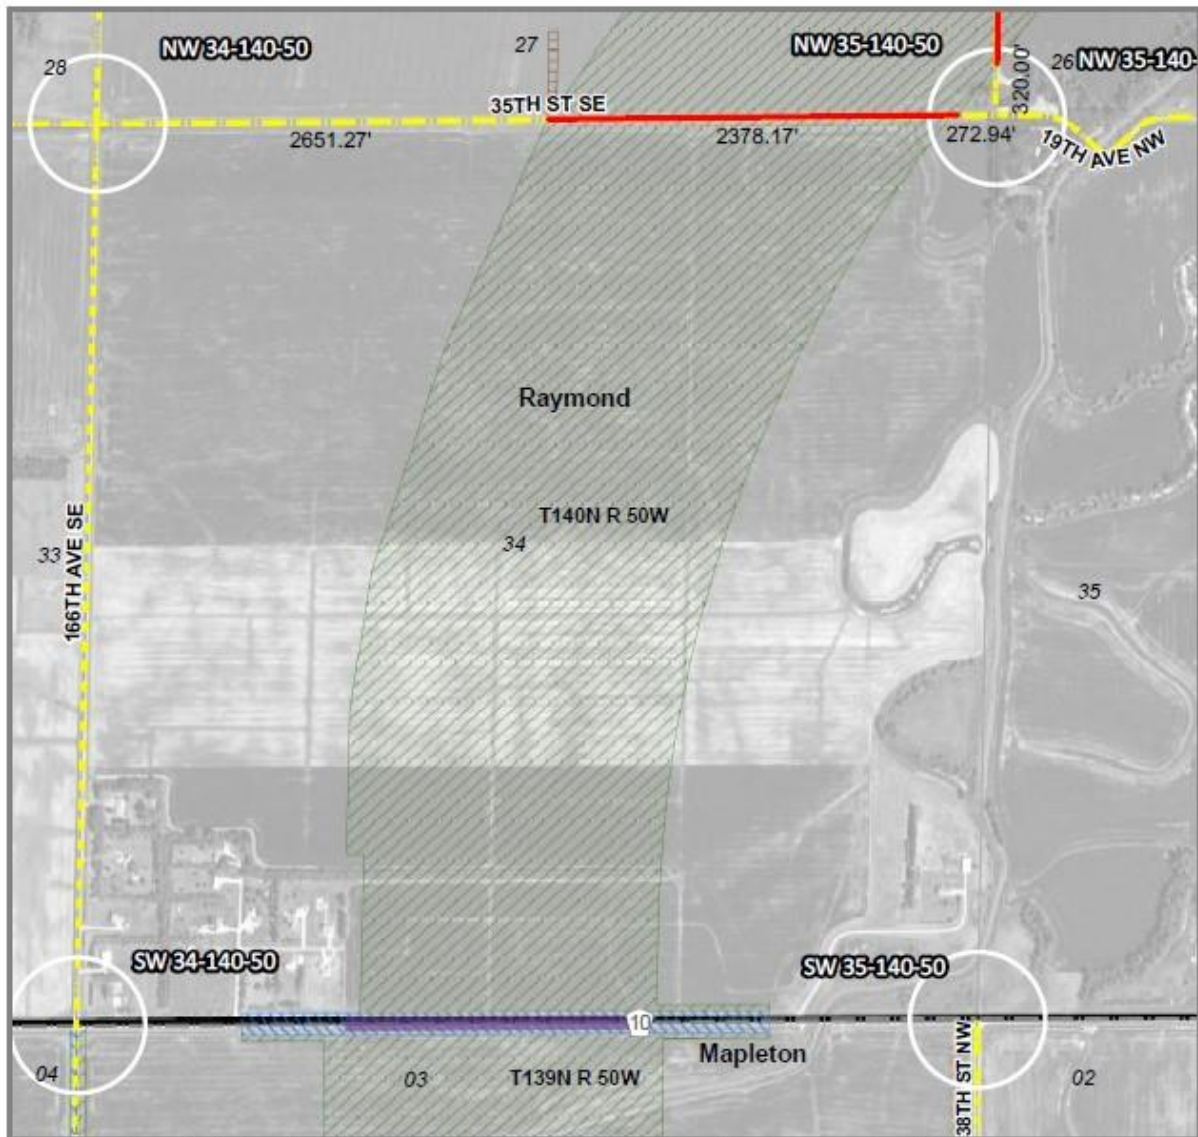 NW 34-140-50
27
NW 35-140-50
28
26
NW 35-140-
35TH ST SE
320.00'
2651.27'
2378.17'
272.94'
19TH AVE NW
Raymond
T140N R 50W
34
33
166TH AVE SE
35
SW 34-140-50
SW 35-140-50
10
Mapleton
04
03
T139N R 50W
38TH ST NW
02